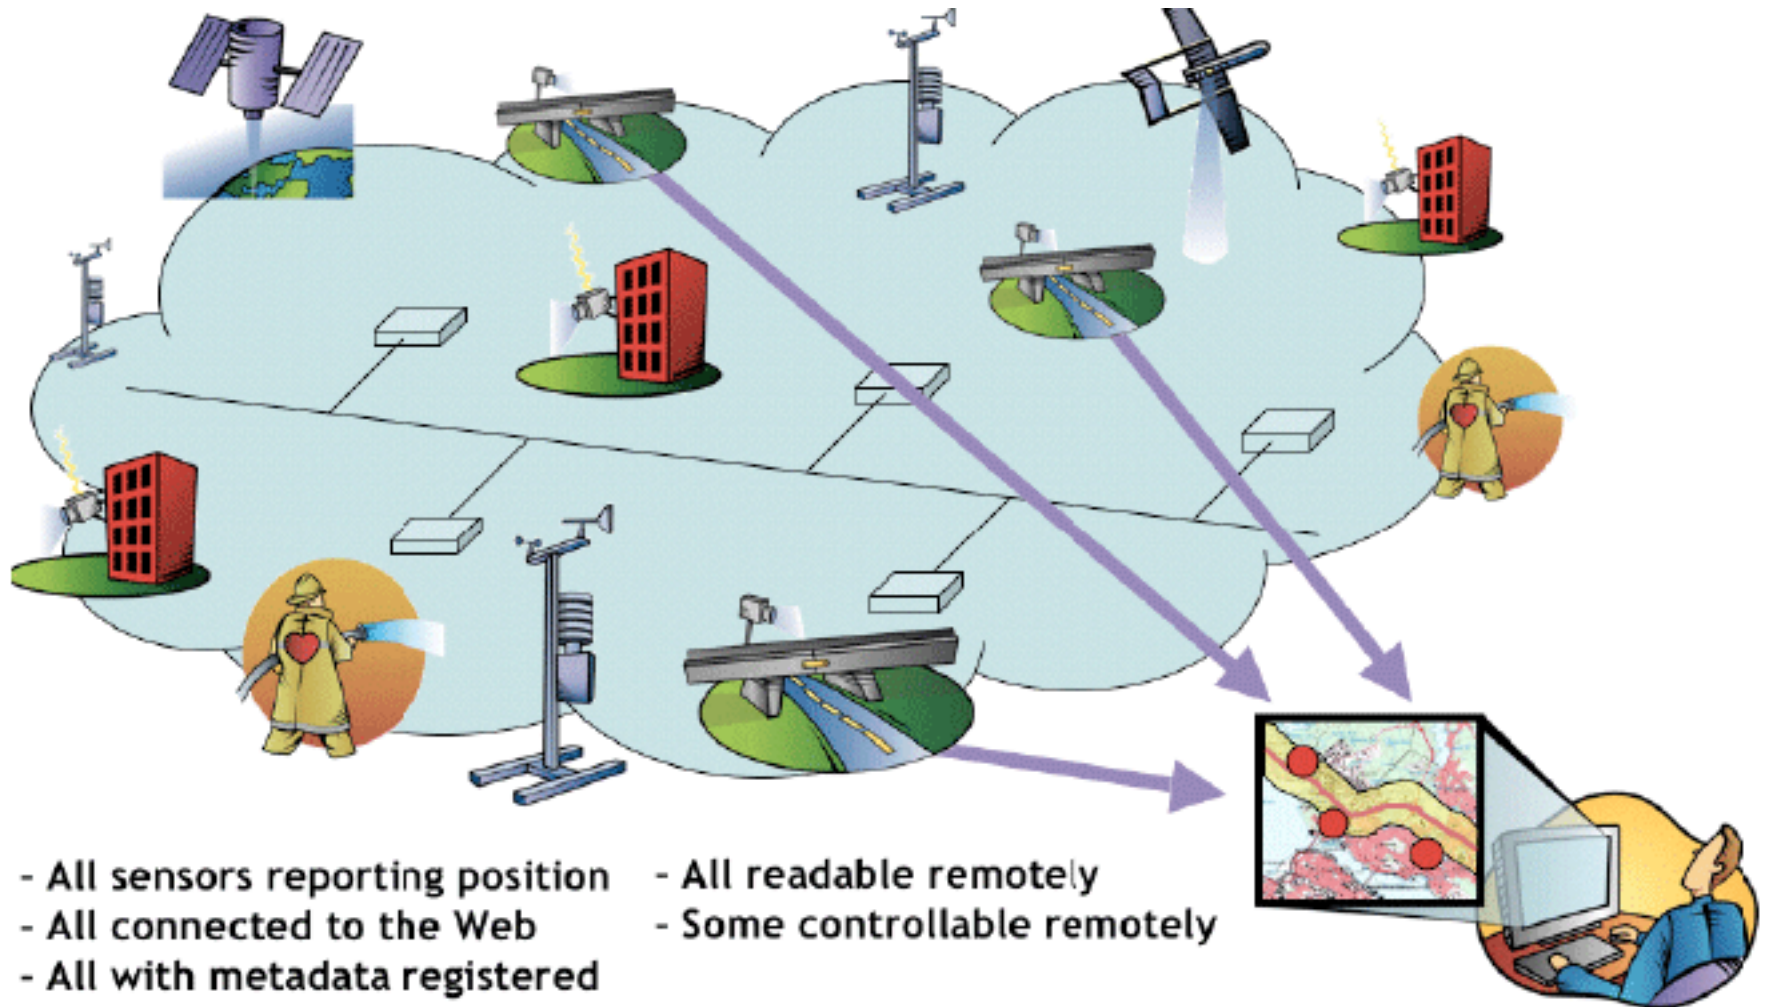 - All sensors reporting position
- All connected to the Web
- All with metadata registered
- All readable remotely
- Some controllable remotely